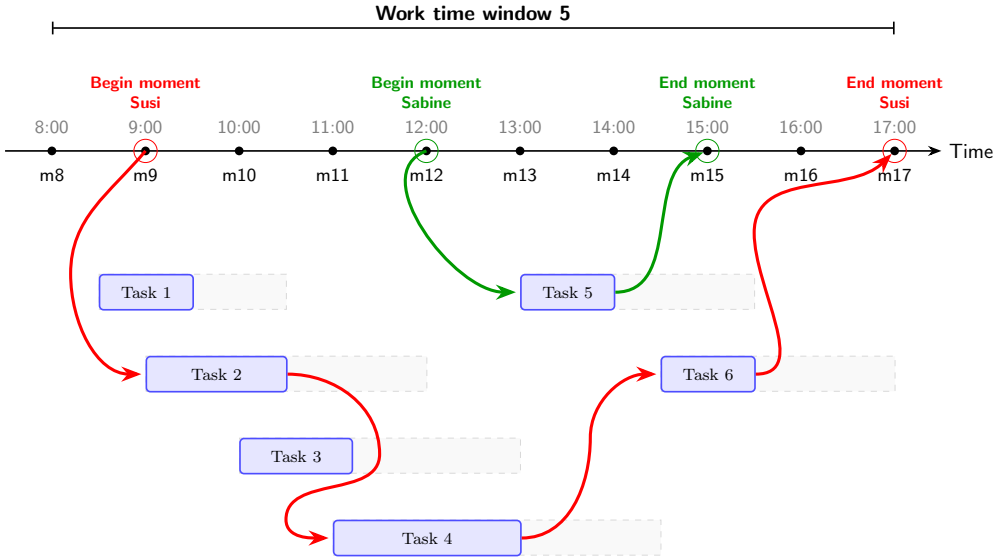 Work time window 5
Begin moment
Susi
Begin moment
Sabine
End moment
Sabine
End moment
Susi
8:00 9:00 10:00 11:00 12:00 13:00 14:00 15:00 16:00 17:00
Time
m8 m9 m10 m11 m12 m13 m14 m15 m16 m17
Task 1
Task 5
Task 2
Task 6
Task 3
Task 4